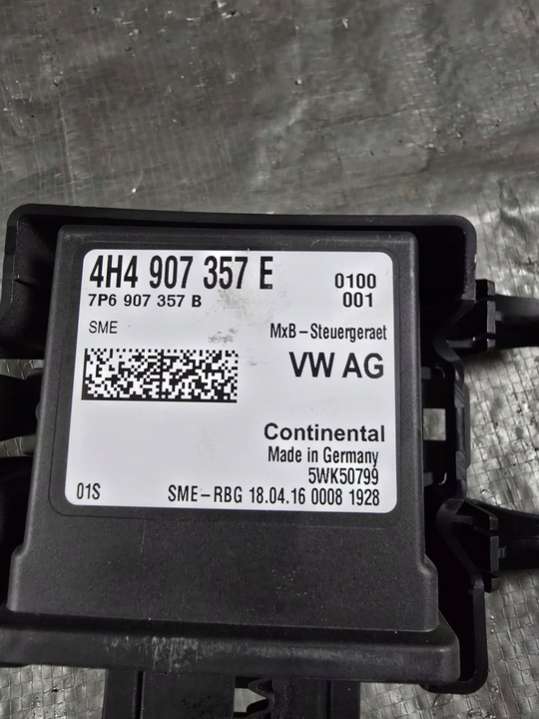 4H4 907 357 E 0100
7P6 907 357 B 001
SME MxB-Steuergeraet
VW AG
Continental
Made in Germany
5WK50799
01S SME-RBG 18.04.16 0008 1928